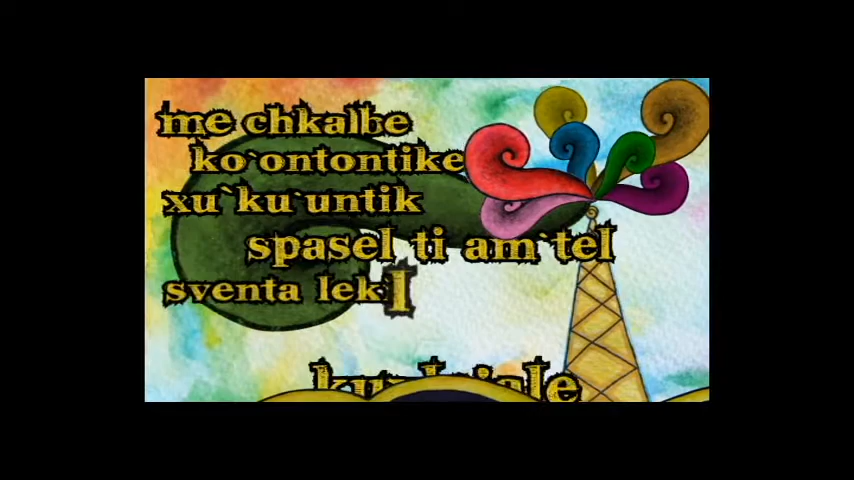 me chkalbe
ko`ontontike
xu`ku`untik
spasel ti am`tel
sventa lek l